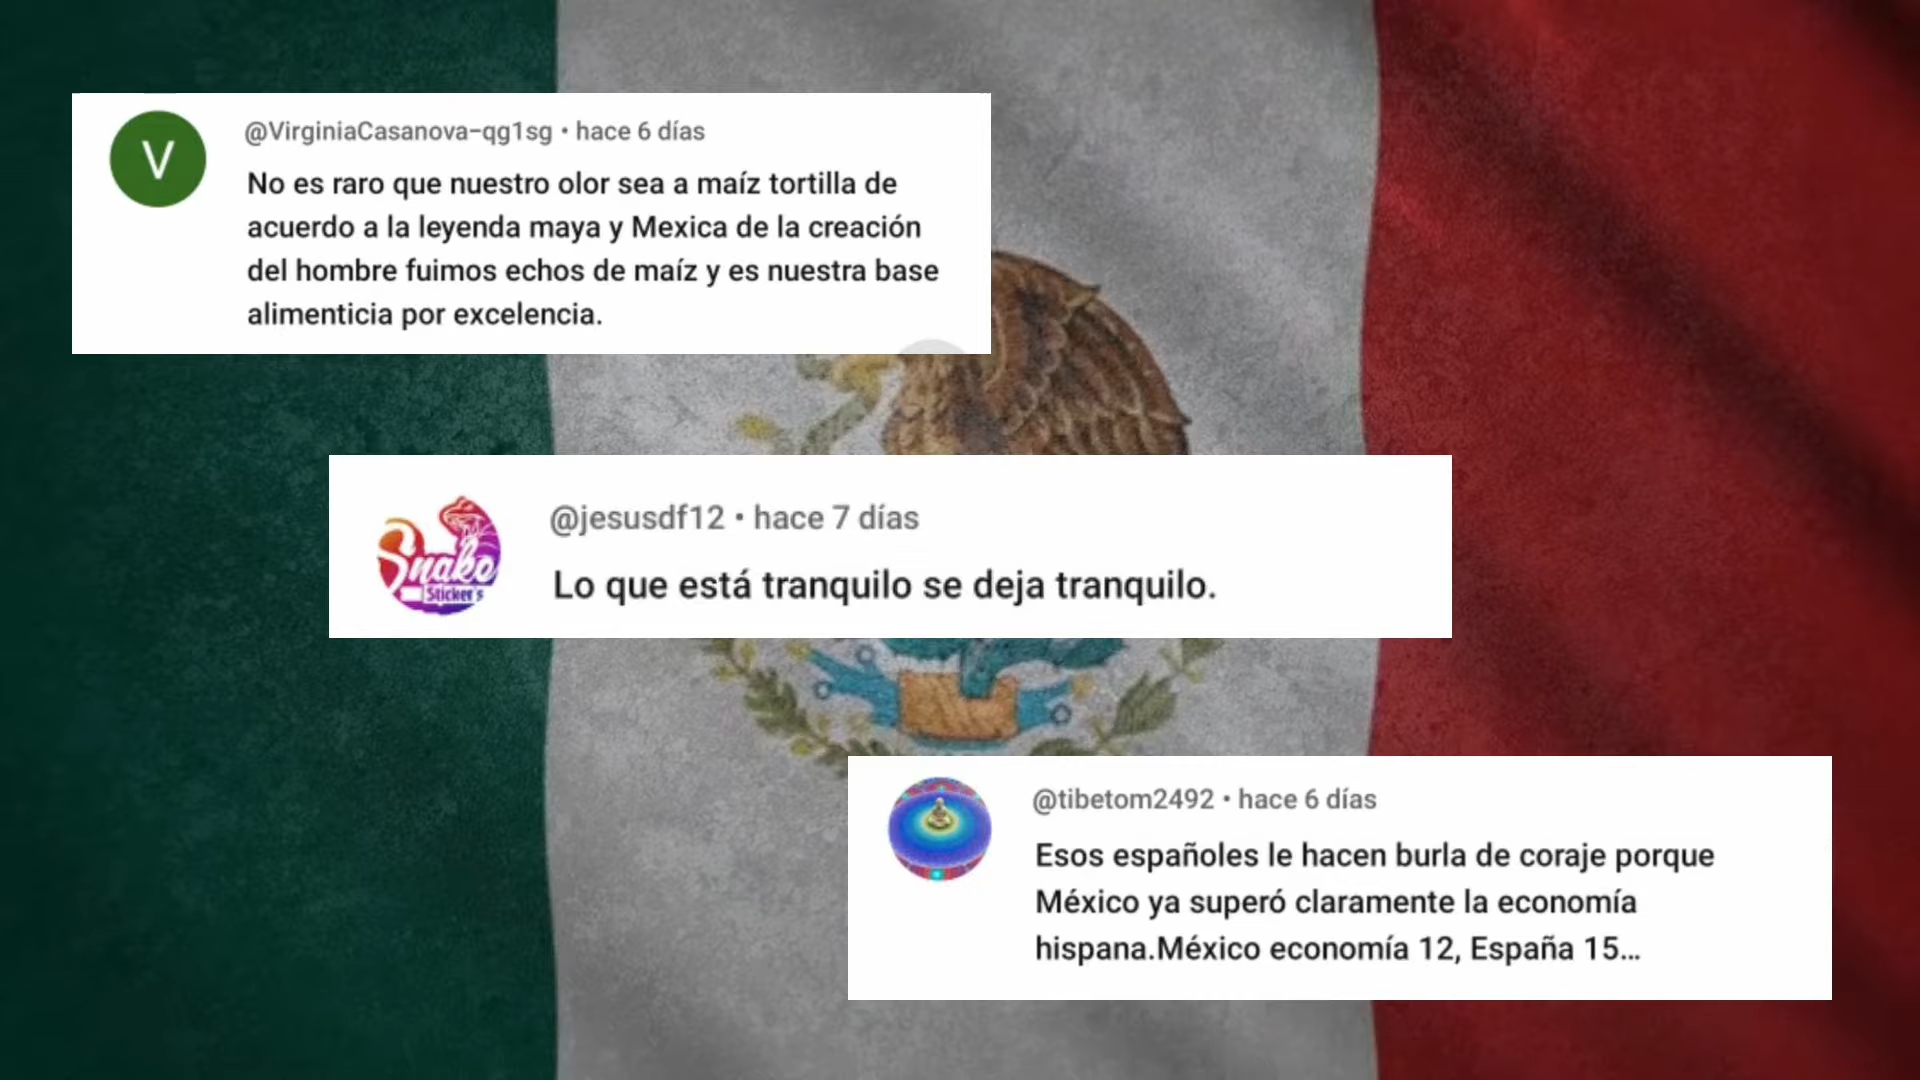 V
@VirginiaCasanova-qg1sg • hace 6 días
No es raro que nuestro olor sea a maíz tortilla de
acuerdo a la leyenda maya y Mexica de la creación
del hombre fuimos echos de maíz y es nuestra base
alimenticia por excelencia.
Snake
Sticker's
@jesusdf12 • hace 7 días
Lo que está tranquilo se deja tranquilo.
@tibetom2492 • hace 6 días
Esos españoles le hacen burla de coraje porque
México ya superó claramente la economía
hispana.México economía 12, España 15...